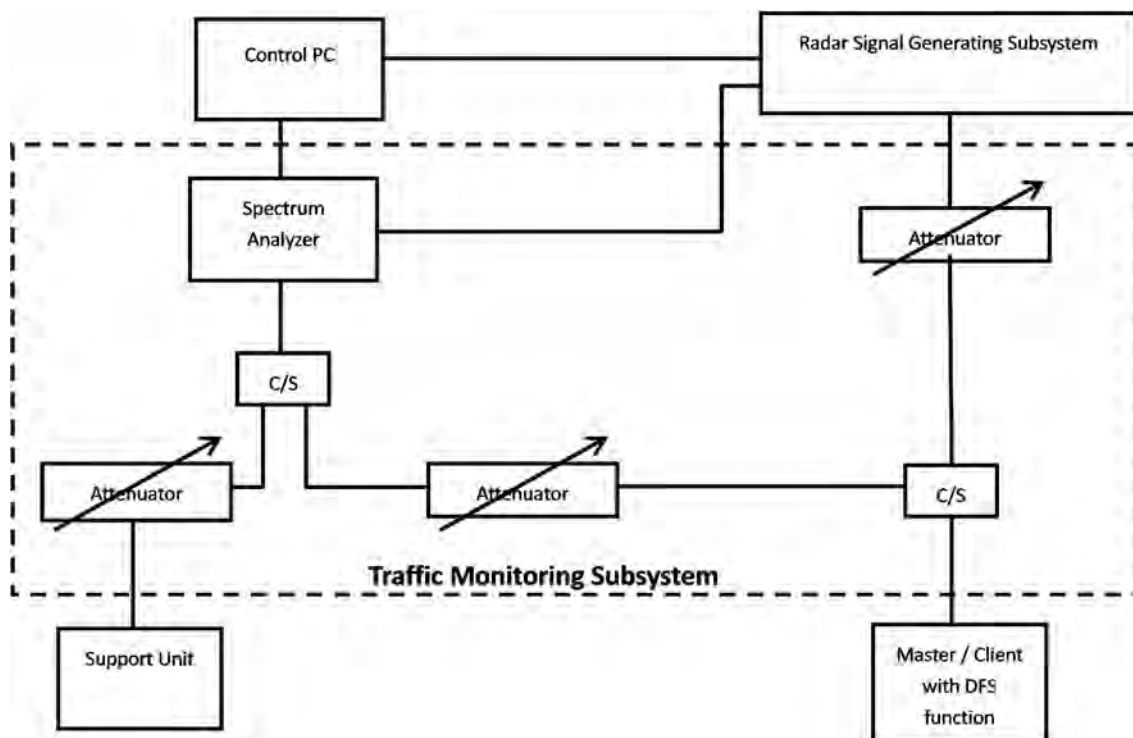 Control PC
Radar Signal Generating Subsystem
Spectrum
Analyzer
Attenuator
C/S
Attenuator
Attenuator
C/S
Traffic Monitoring Subsystem
Support Unit
Master / Client
with DFS
function